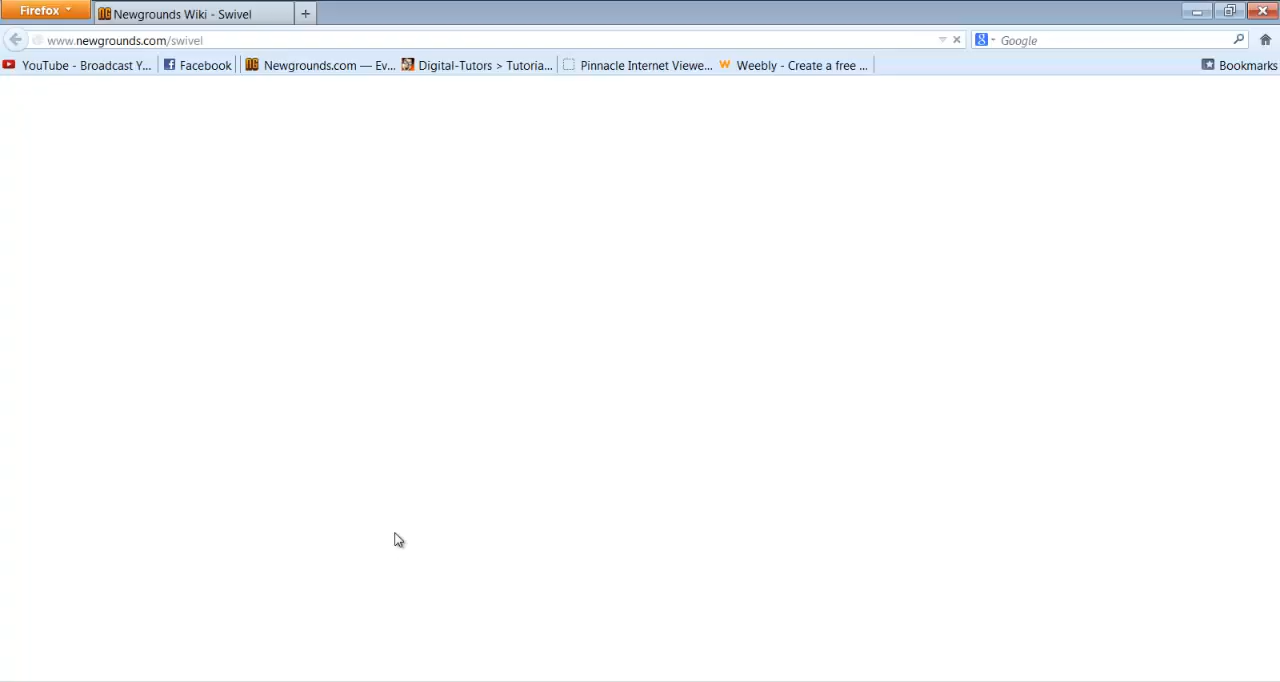 Firefox
Newgrounds Wiki - Swivel
www.newgrounds.com/swivel
Google
YouTube - Broadcast Y... Facebook Newgrounds.com — Ev... Digital-Tutors > Tutoria... Pinnacle Internet Viewe... Weebly - Create a free ... Bookmarks